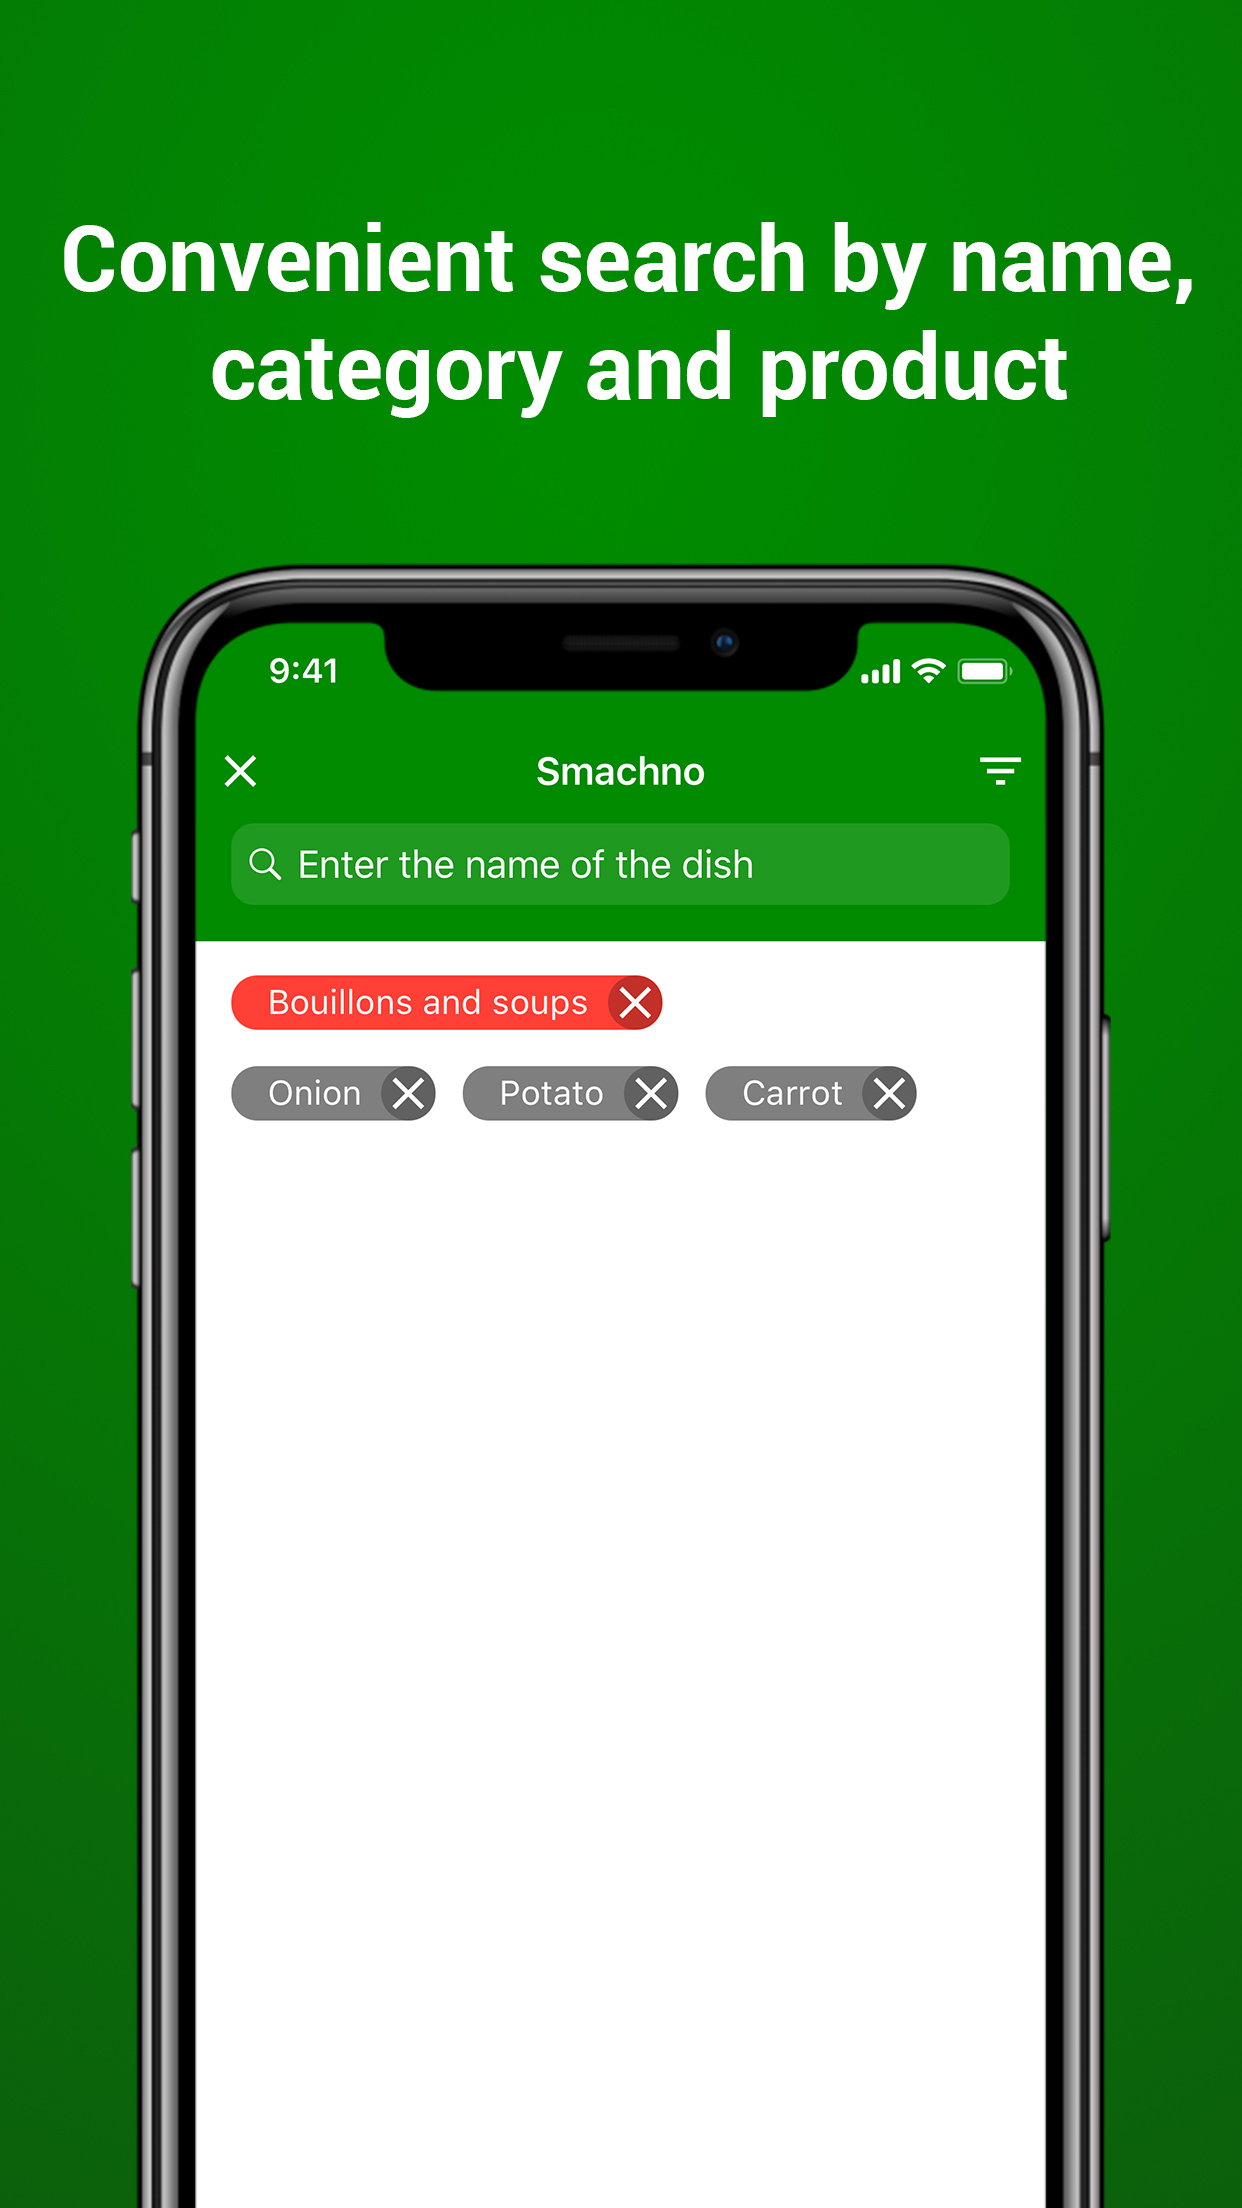 Convenient search by name,
category and product
9:41
Smachno
Enter the name of the dish
Bouillons and soups
Onion Potato Carrot